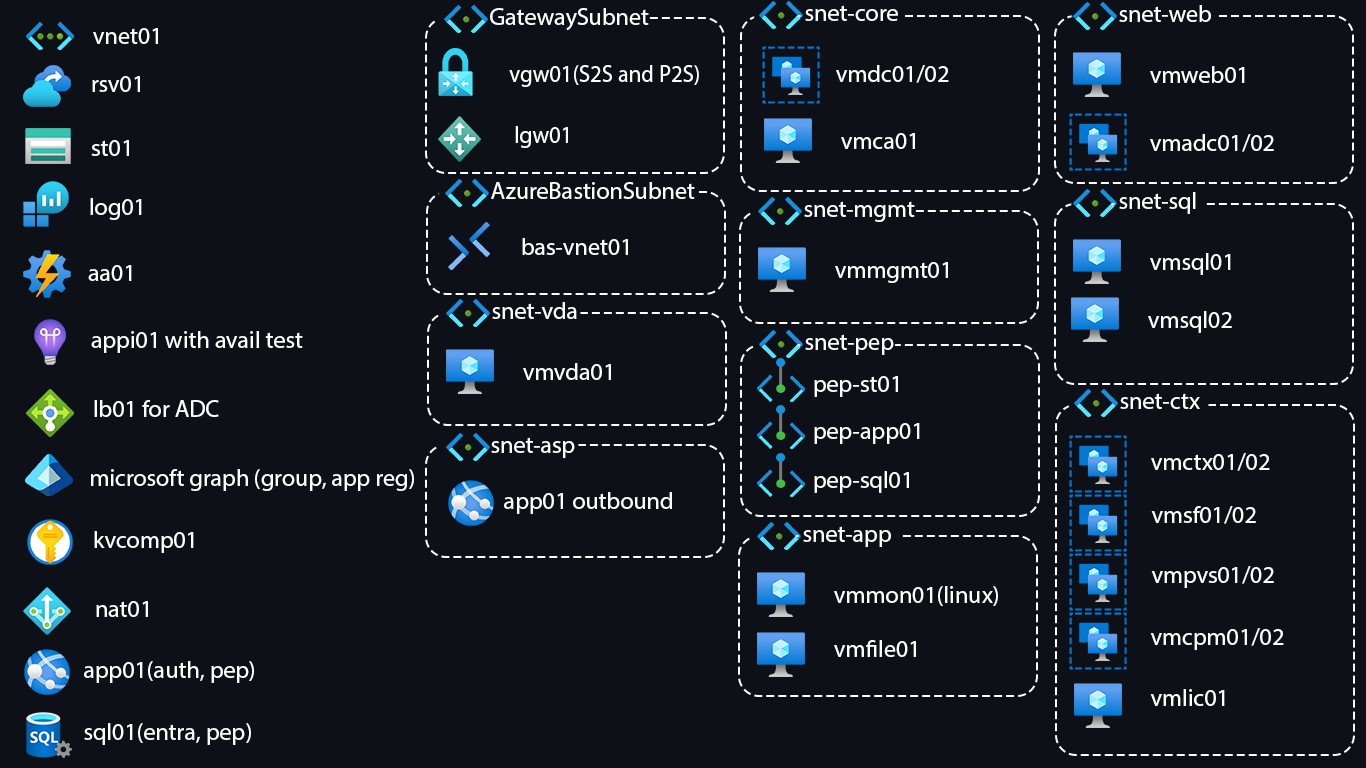 vnet01
rsv01
st01
log01
aa01
appi01 with avail test
lb01 for ADC
microsoft graph (group, app reg)
kvcomp01
nat01
app01(auth, pep)
SQL
sql01(entra, pep)
GatewaySubnet
vgw01(S2S and P2S)
lgw01
AzureBastionSubnet
bas-vnet01
snet-vda
vmvda01
snet-asp
app01 outbound
snet-core
vmdc01/02
vmca01
snet-mgmt
vmmgmt01
snet-pep
pep-st01
pep-app01
pep-sql01
snet-app
vmmon01(linux)
vmfile01
snet-web
vmweb01
vmadc01/02
snet-sql
vmsql01
vmsql02
snet-ctx
vmctx01/02
vmsf01/02
vmpvs01/02
vmcpm01/02
vmlic01